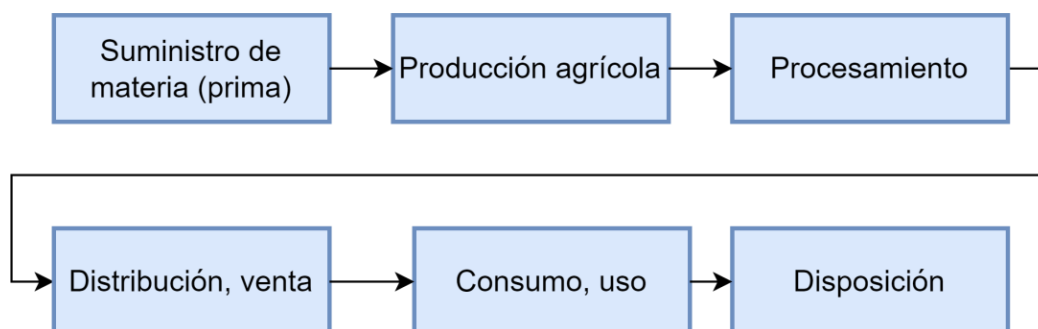 Suministro de
materia (prima)
Producción agrícola
Procesamiento
Distribución, venta
Consumo, uso
Disposición